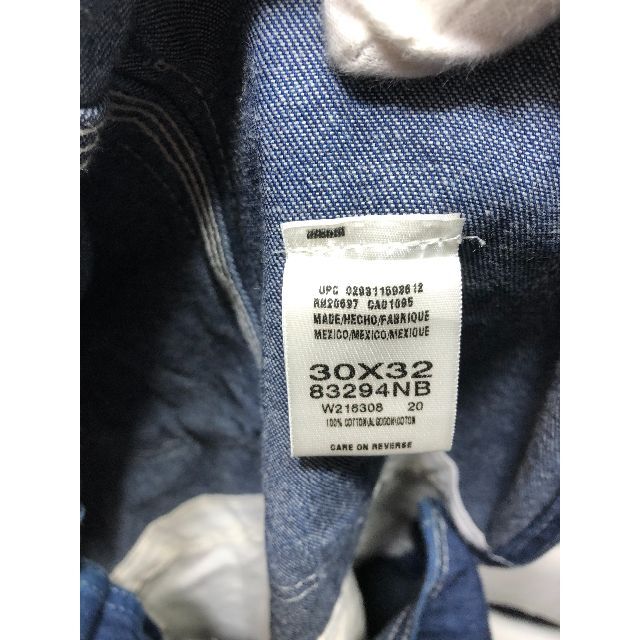 UPC 029311593612
RN20697 CA01095
MADE/HECHO/FABRIQUE
MEXICO/MEXICO/MEXIQUE
30X32
83294NB
W216308 20
100% COTTON/ALGODON/COTON
CARE ON REVERSE